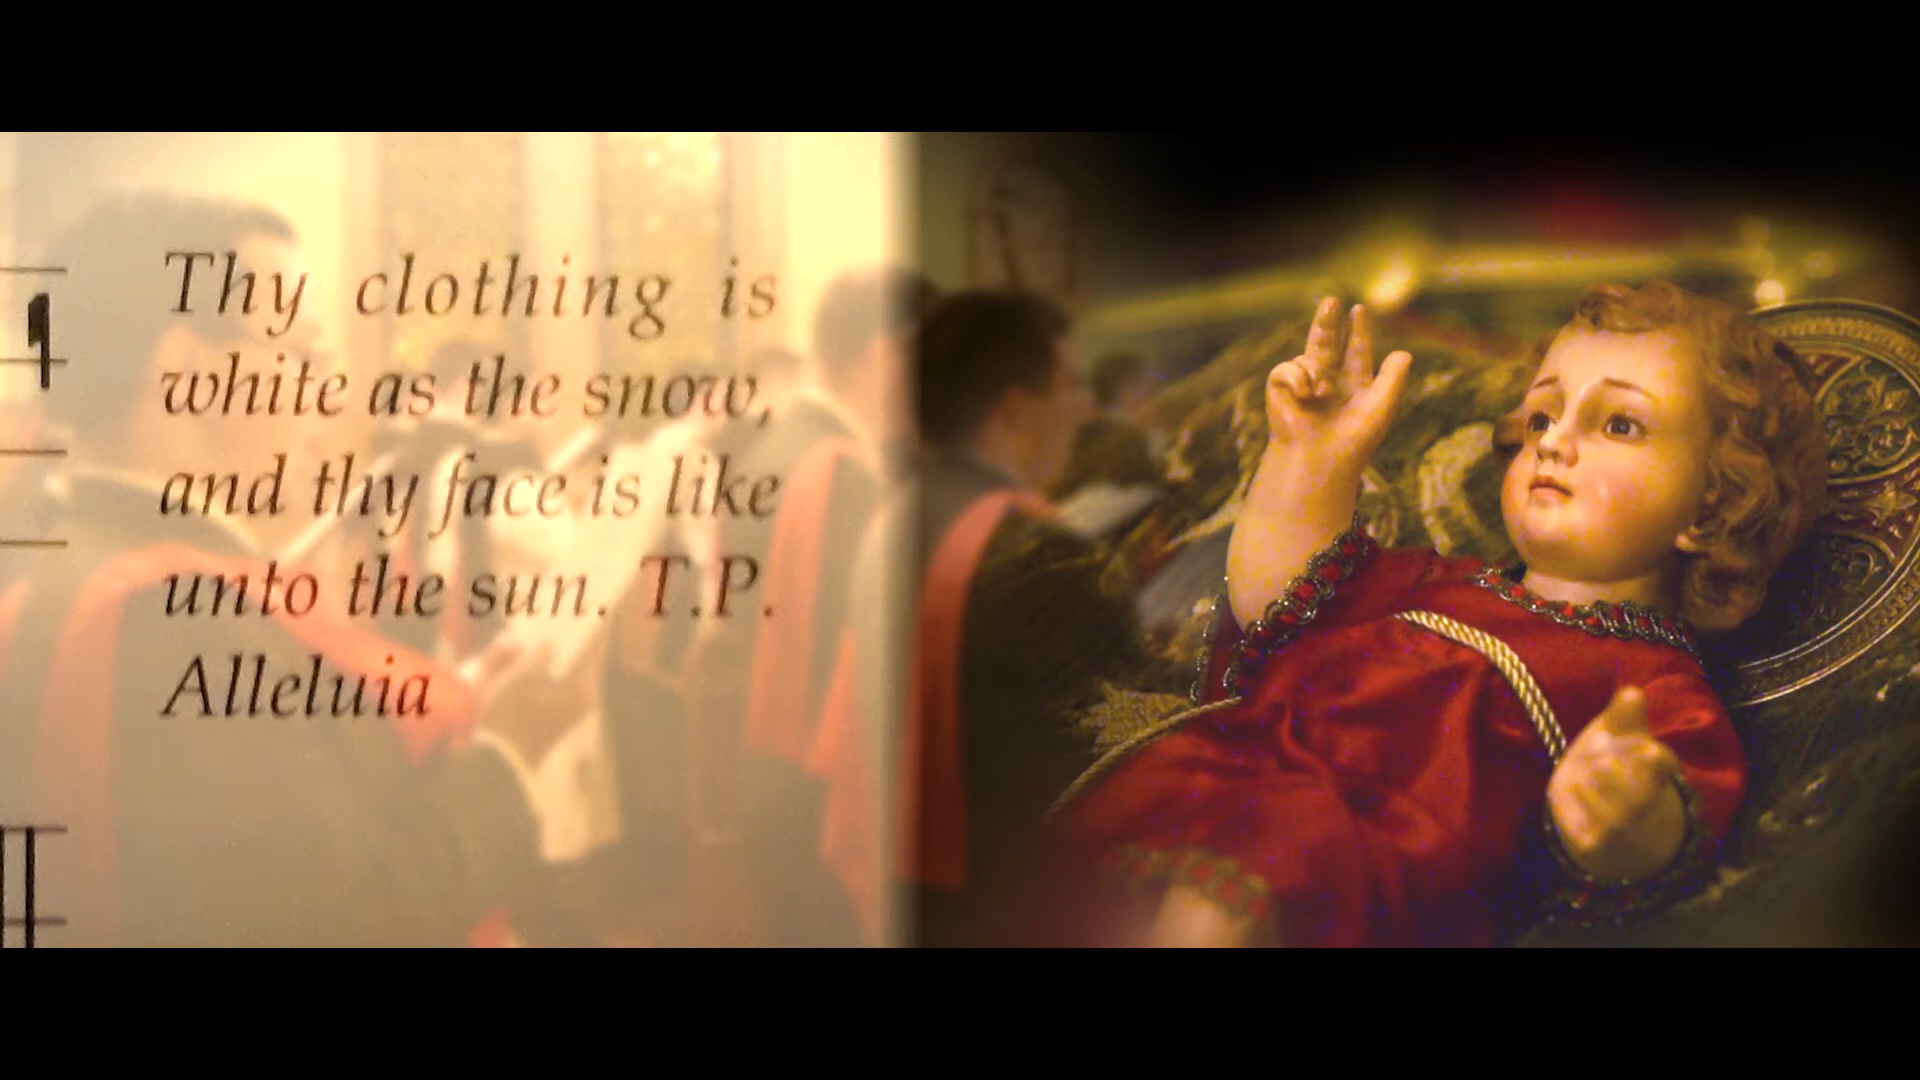 Thy clothing is
white as the snow,
and thy face is like
unto the sun. T.P.
Alleluia